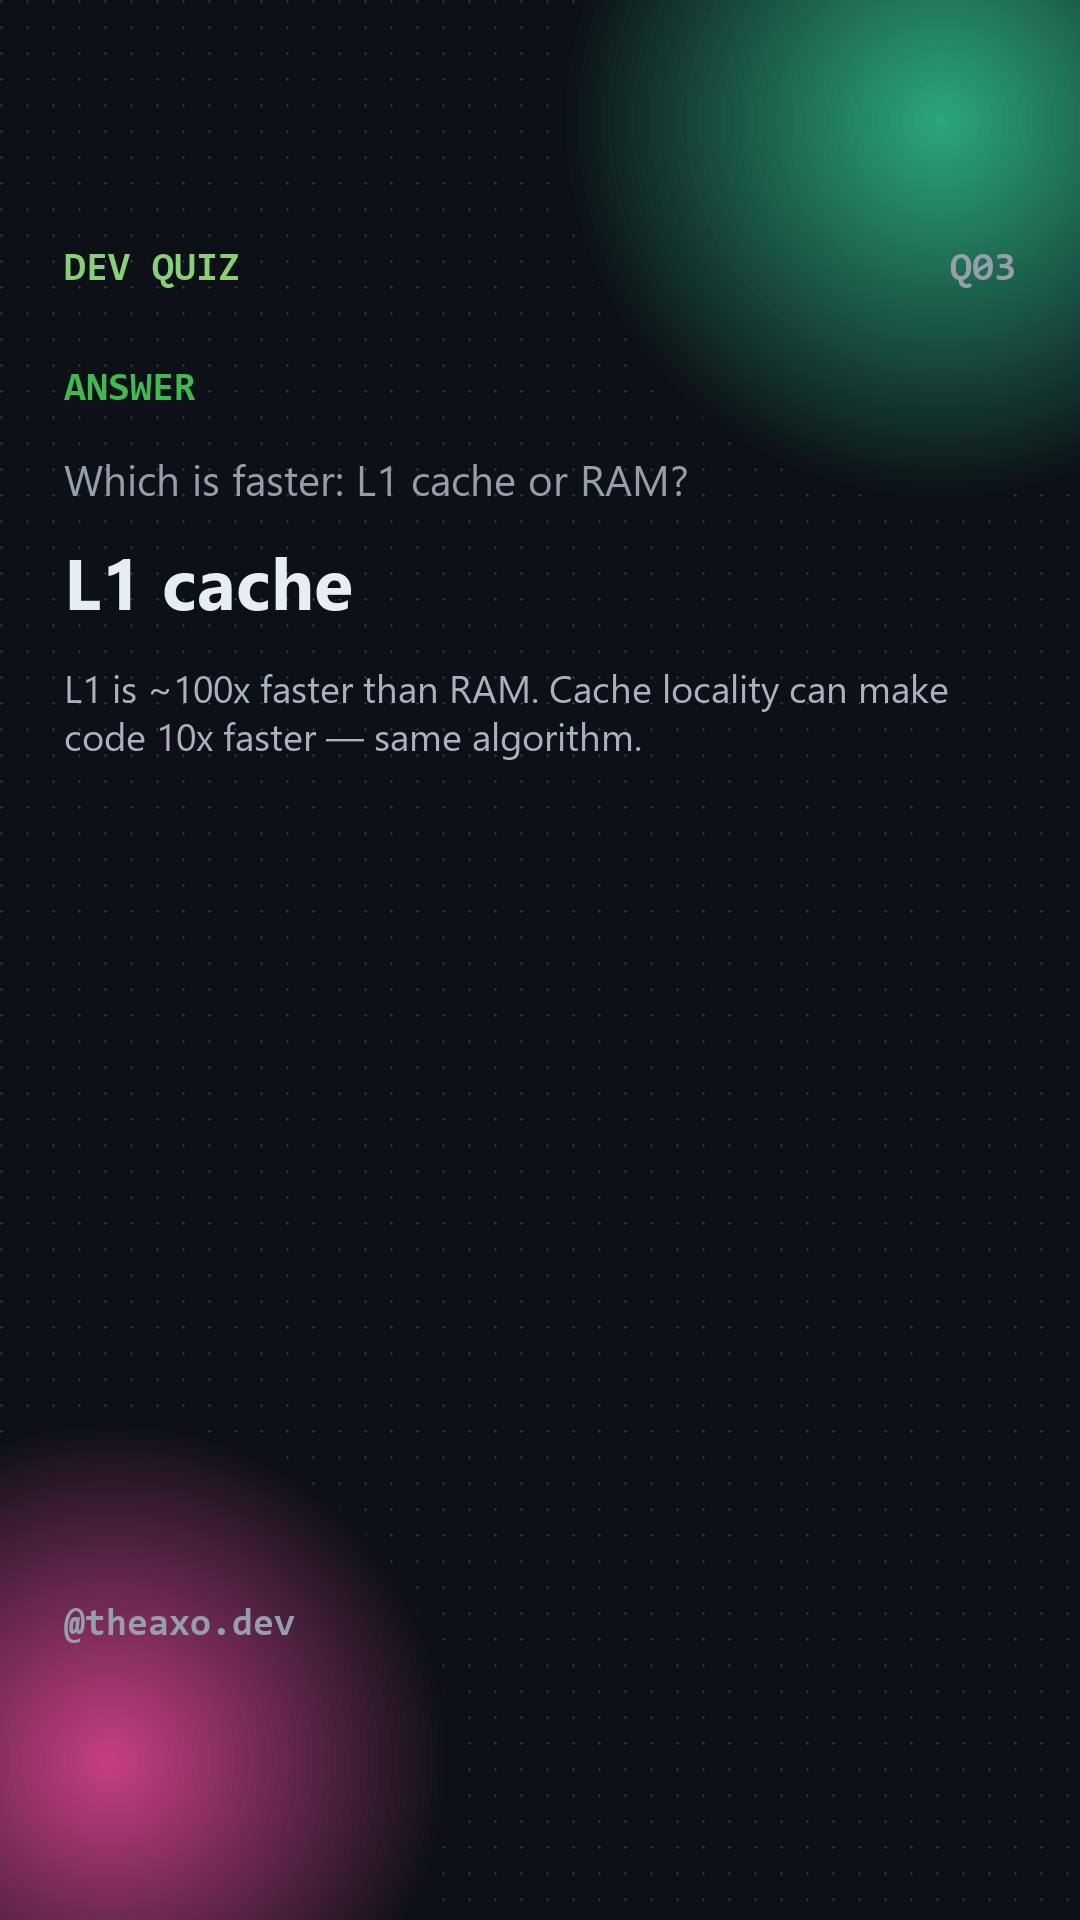 DEV QUIZ
Q03
ANSWER
Which is faster: L1 cache or RAM?
L1 cache
L1 is ~100x faster than RAM. Cache locality can make
code 10x faster — same algorithm.
@theaxo.dev